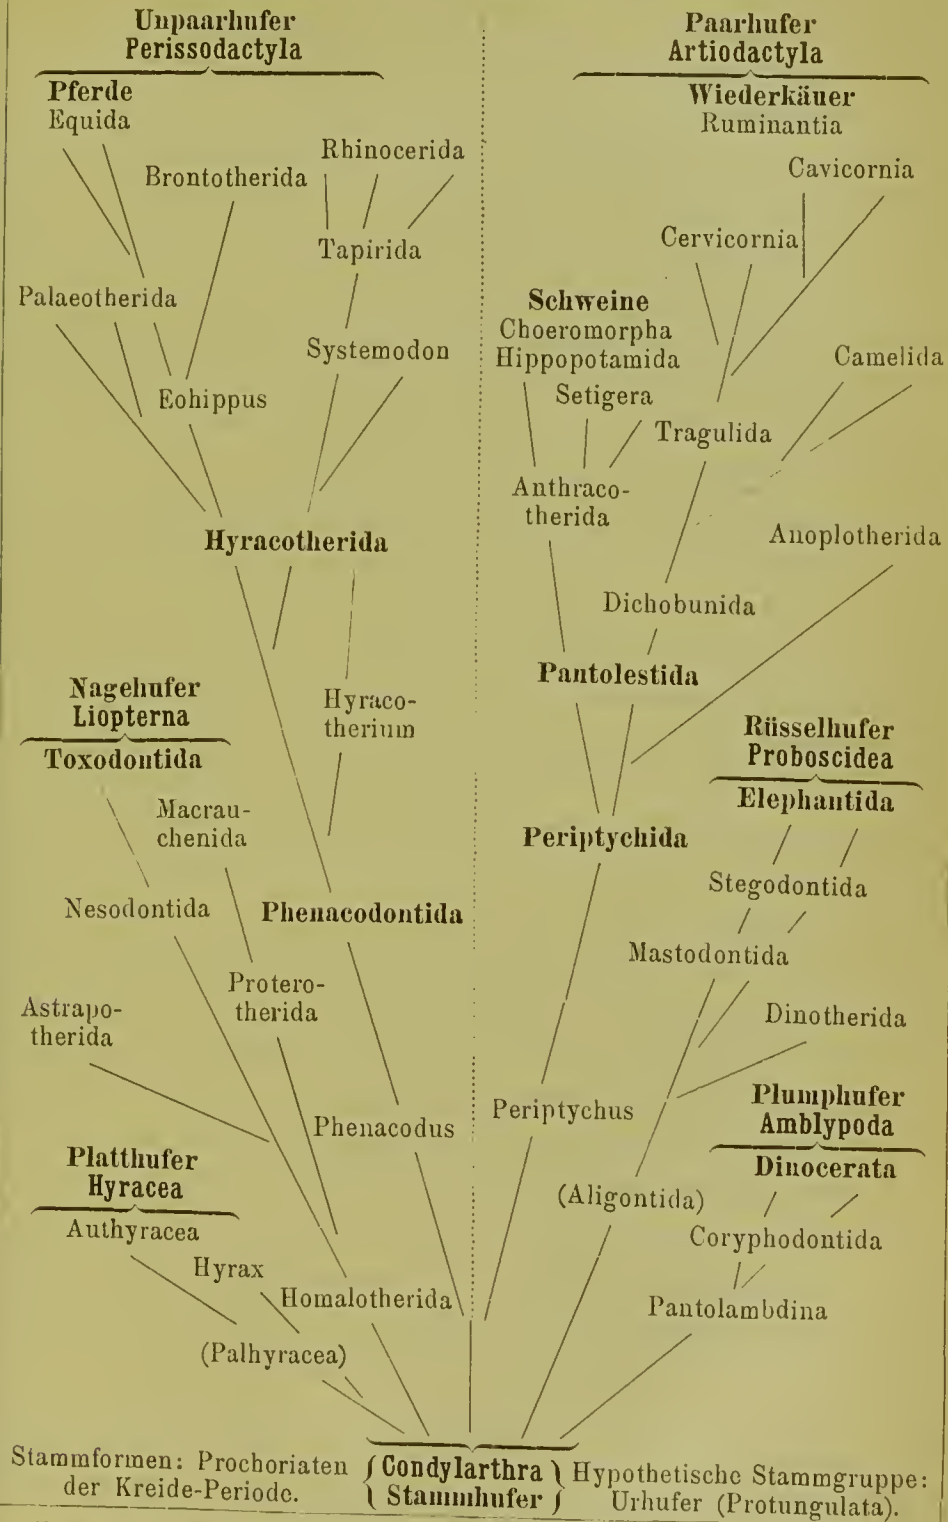 Unpaarhufer
Perissodactyla
Pferde
Equida
Rhinocerida
Brontotherida
Tapirida
Palaeotherida
Systemodon
Eohippus
Hyracotherida
Nagehufer
Liopterna
Toxodontida
Hyraco-
therium
Macrau-
chenida
Nesodontida
Phenacodontida
Protero-
therida
Astrapo-
therida
Phenacodus
Platthufer
Hyracea
Authyracea
Hyrax
Homalotherida
(Palhyracea)
Paarhufer
Artiodactyla
Wiederkäuer
Ruminantia
Cavicornia
Cervicornia
Schweine
Choeromorpha
Hippopotamida
Camelida
Setigera
Tragulida
Anthraco-
therida
Anoplotherida
Dichobunida
Pantolestida
Rüsselhufer
Proboscidea
Elephantida
Periptychida
Stegodontida
Mastodontida
Dinotherida
Periptychus
Plumphufer
Amblypoda
Dinocerata
(Aligontida)
Coryphodontida
Pantolambdina
Stammformen: Prochoriaten
der Kreide-Periode.
(Condylarthra)
(Stammhufer)
Hypothetische Stammgruppe:
Urhufer (Protungulata).